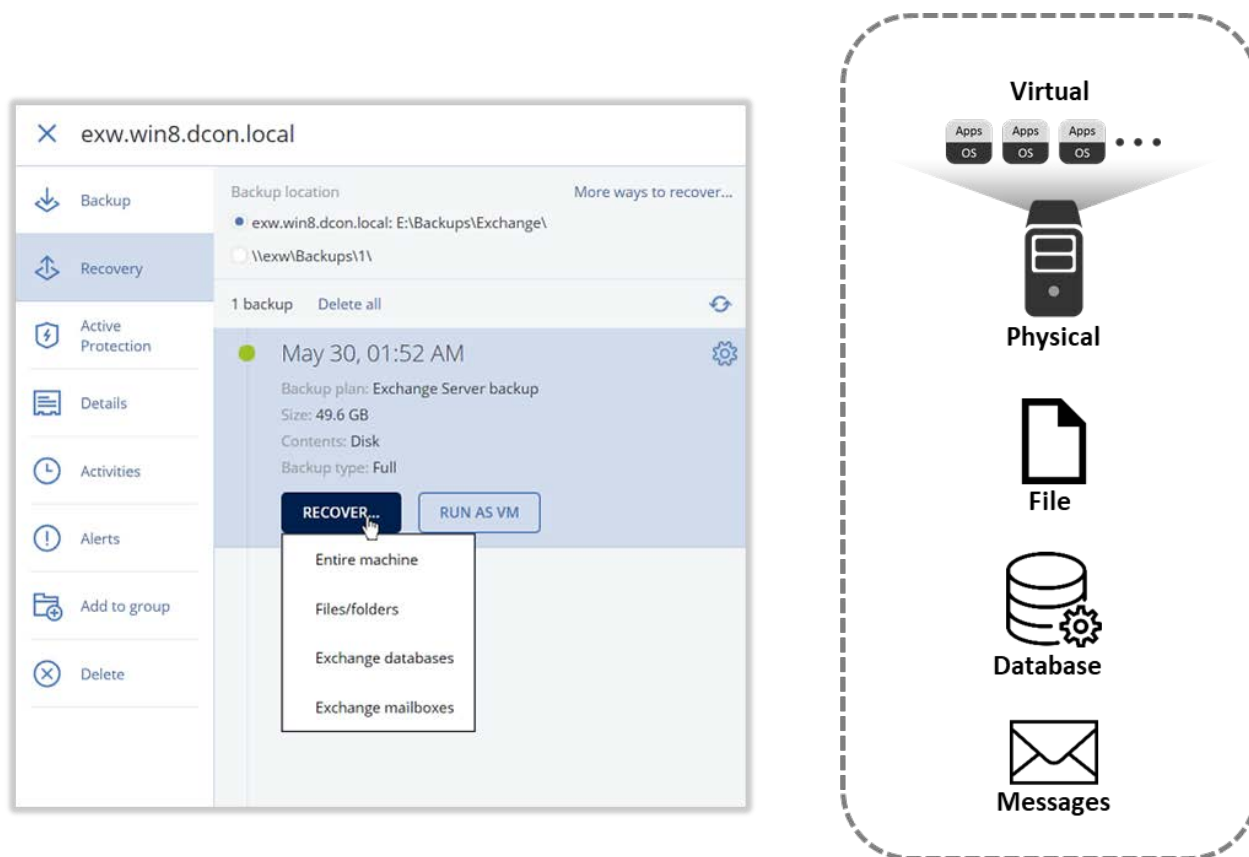 exw.win8.dcon.local
Backup
Recovery
Active
Protection
Details
Activities
Alerts
Add to group
Delete
Backup location
More ways to recover...
exw.win8.dcon.local: E:\Backups\Exchange\
\\exw\Backups\1\
1 backup Delete all
May 30, 01:52 AM
Backup plan: Exchange Server backup
Size: 49.6 GB
Contents: Disk
Backup type: Full
RECOVER... RUN AS VM
Entire machine
Files/folders
Exchange databases
Exchange mailboxes
Virtual
Apps Apps Apps
OS OS OS
Physical
File
Database
Messages